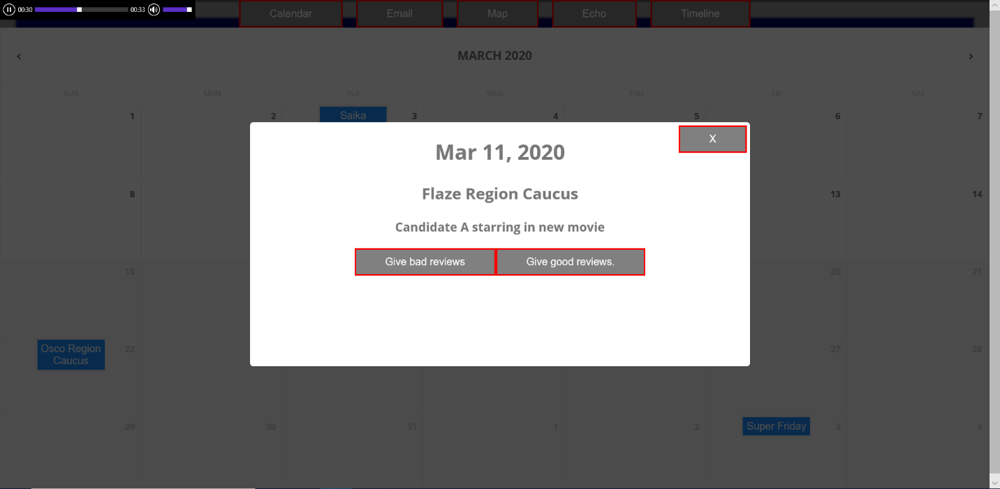 00:30 00:33
Calendar Email Map Echo Timeline
MARCH 2020
SUN MON TUE WED THU FRI SAT
1 2 Saika 3 4 5 6 7
X
Mar 11, 2020
Flaze Region Caucus
8 13 14
Candidate A starring in new movie
Give bad reviews Give good reviews.
15 20 21
Osco Region
Caucus
22 27 28
29 30 31 1 2 Super Friday 3 4